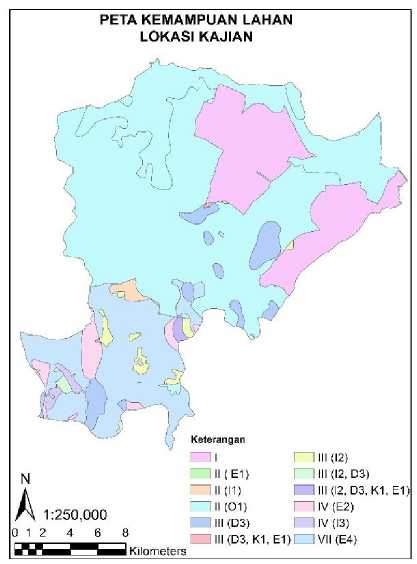 PETA KEMAMPUAN LAHAN
LOKASI KAJIAN
Keterangan
I
II ( E1)
II (I1)
II (O1)
III (D3)
III (D3, K1, E1)
III (I2)
III (I2, D3)
III (I2, D3, K1, E1)
IV (E2)
IV (I3)
VII (E4)
N
1:250,000
0 1 2 4 6 8
Kilometers